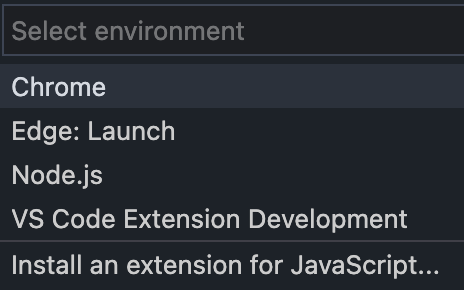 Select environment
Chrome
Edge: Launch
Node.js
VS Code Extension Development
Install an extension for JavaScript...